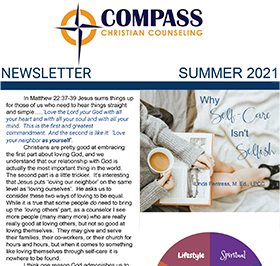 COMPASS
CHRISTIAN COUNSELING
NEWSLETTER
SUMMER 2021
In Matthew 22:37-39 Jesus sums things up
for those of us who need to hear things straight
and simple.....'Love the Lord your God with all
your heart and with all your soul and with all your
mind. This is the first and greatest
commandment. And the second is like it: 'Love
your neighbor as yourself'.
Christians are pretty good at embracing
the first part about loving God, and we
understand that our relationship with God is
actually the most important thing in the world.
The second part is a little trickier. It's interesting
that Jesus puts 'loving our neighbor' on the same
level as 'loving ourselves'. He asks us to
consider these two ways of loving to be equal.
While it is true that some people do need to bring
up the 'loving others' part, as a counselor I see
more people (many many more) who are really
really good at loving others, but not so good at
loving themselves. They may give and serve
their families, their co-workers, or their church for
hours and hours, but when it comes to something
like loving themselves through self-care it is
nowhere to be found.
I think one reason God admonishes us to
Why
Self-Care
Isn't
Selfish
Linda Fentress, M. Ed., LPCC
Lifestyle
Spiritual